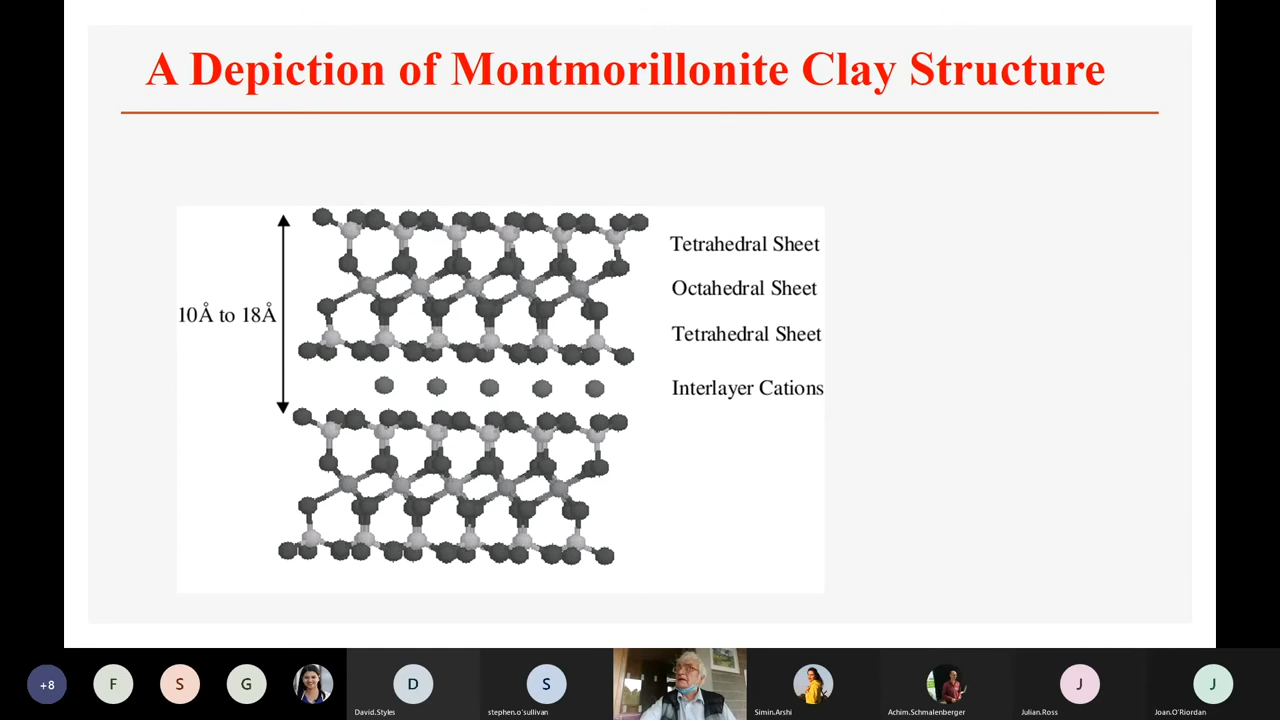 A Depiction of Montmorillonite Clay Structure
Tetrahedral Sheet
Octahedral Sheet
10Å to 18Å
Tetrahedral Sheet
Interlayer Cations
+8
F
S
G
D
S
J
J
David.Styles
stephen.o'sullivan
Simin.Arshi
Achim.Schmalenberger
Julian.Ross
Joan.O'Riordan